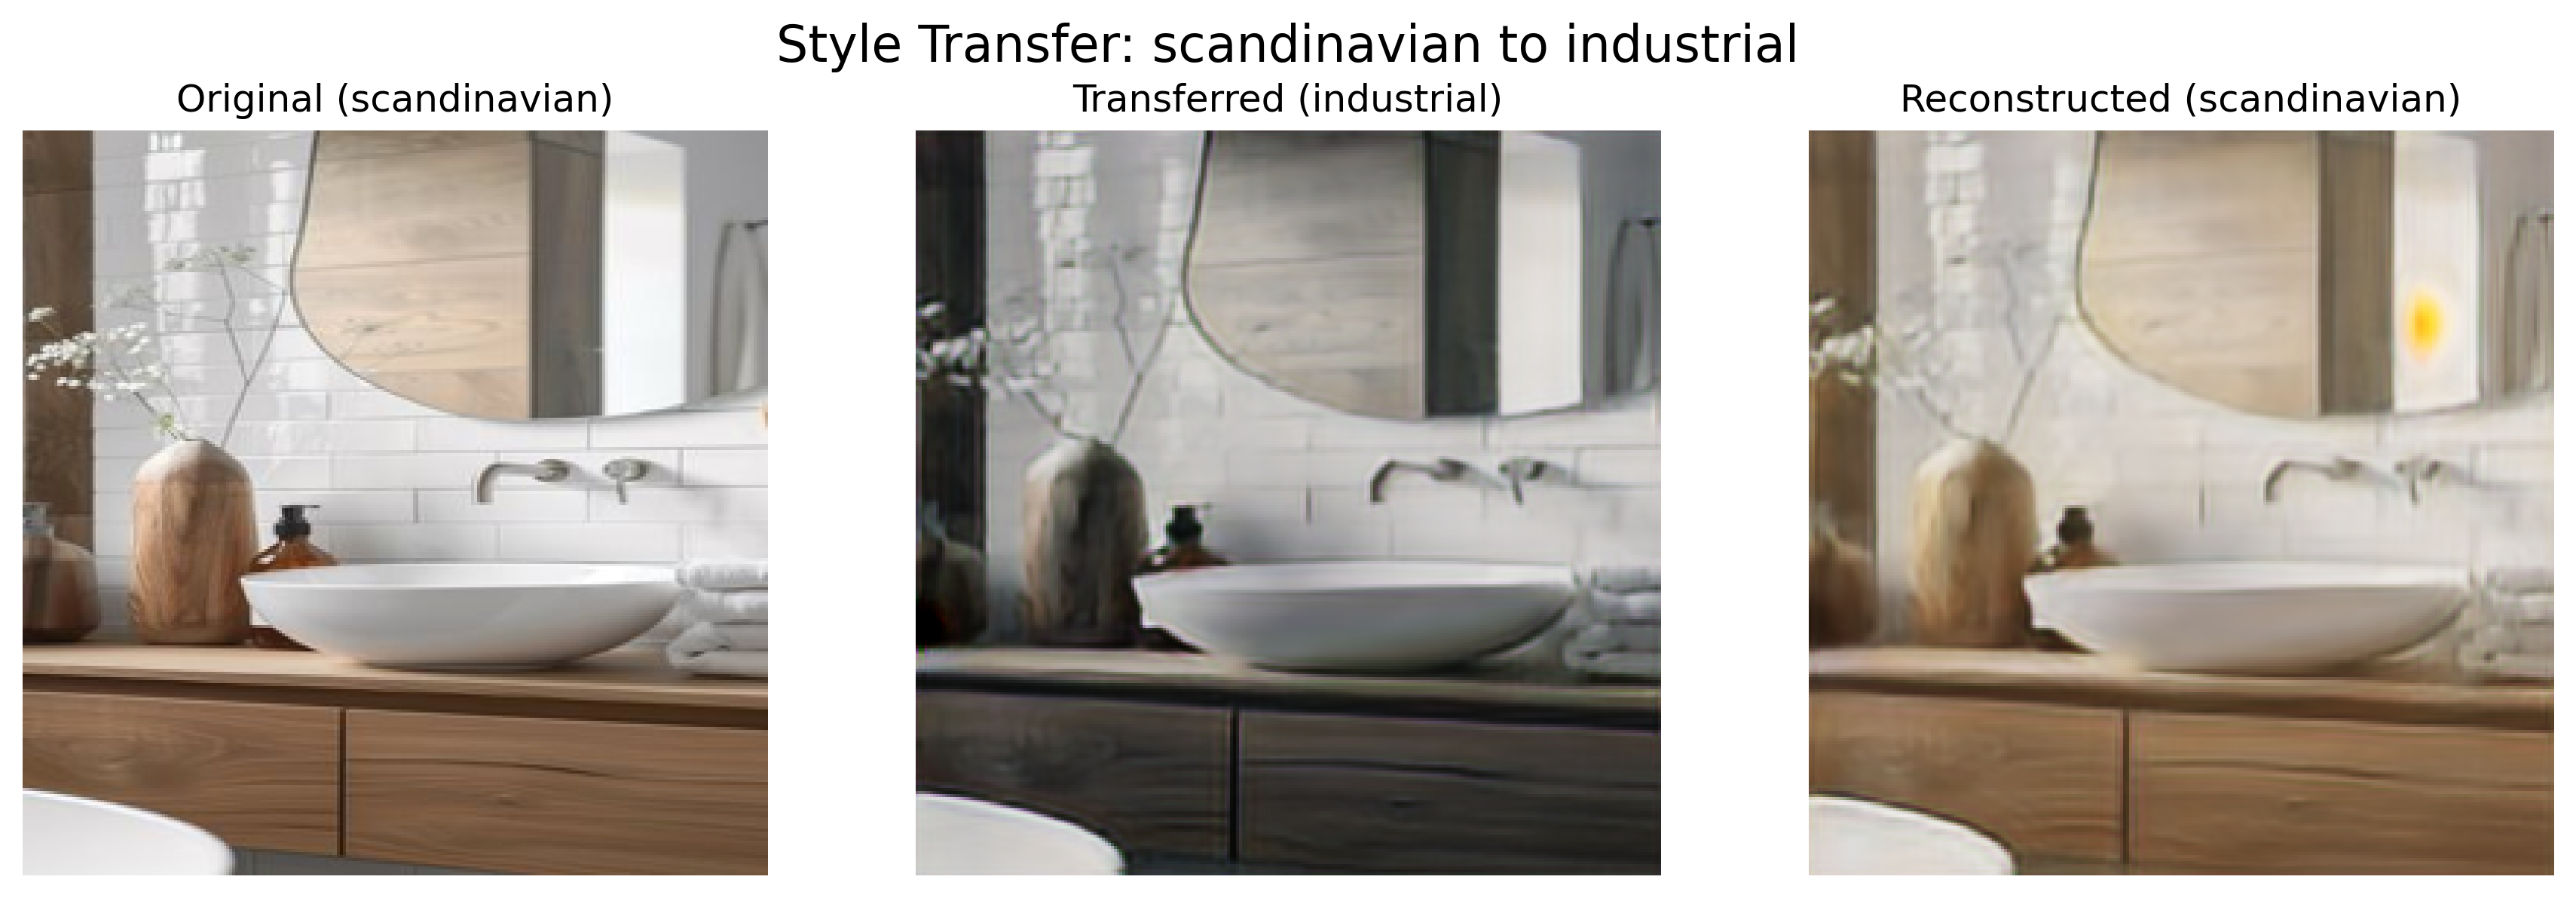 Style Transfer: scandinavian to industrial
Original (scandinavian)
Transferred (industrial)
Reconstructed (scandinavian)